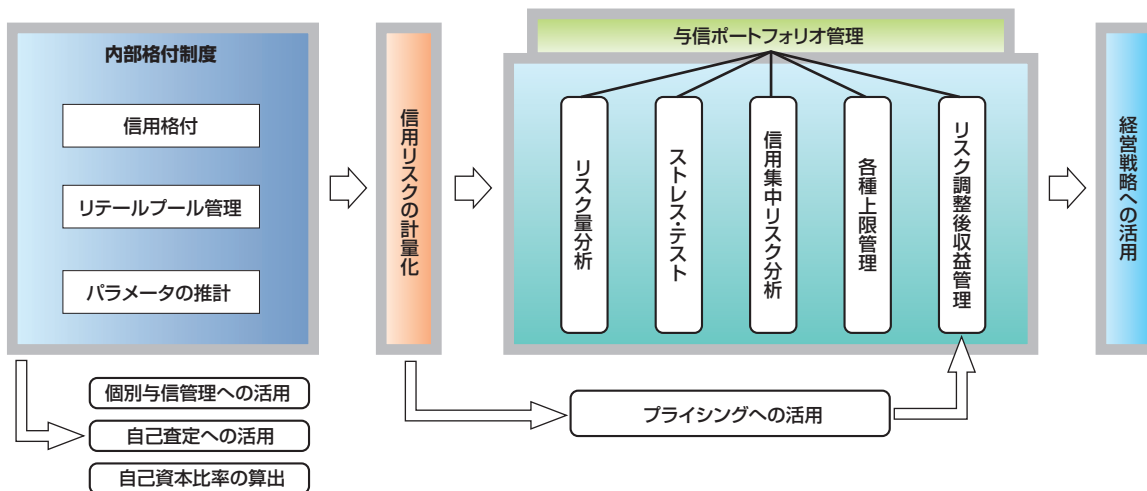 内部格付制度
信用格付
リテールプール管理
パラメータの推計
個別与信管理への活用
自己査定への活用
自己資本比率の算出
信用リスクの計量化
与信ポートフォリオ管理
リスク量分析
ストレス・テスト
信用集中リスク分析
各種上限管理
リスク調整後収益管理
プライシングへの活用
経営戦略への活用